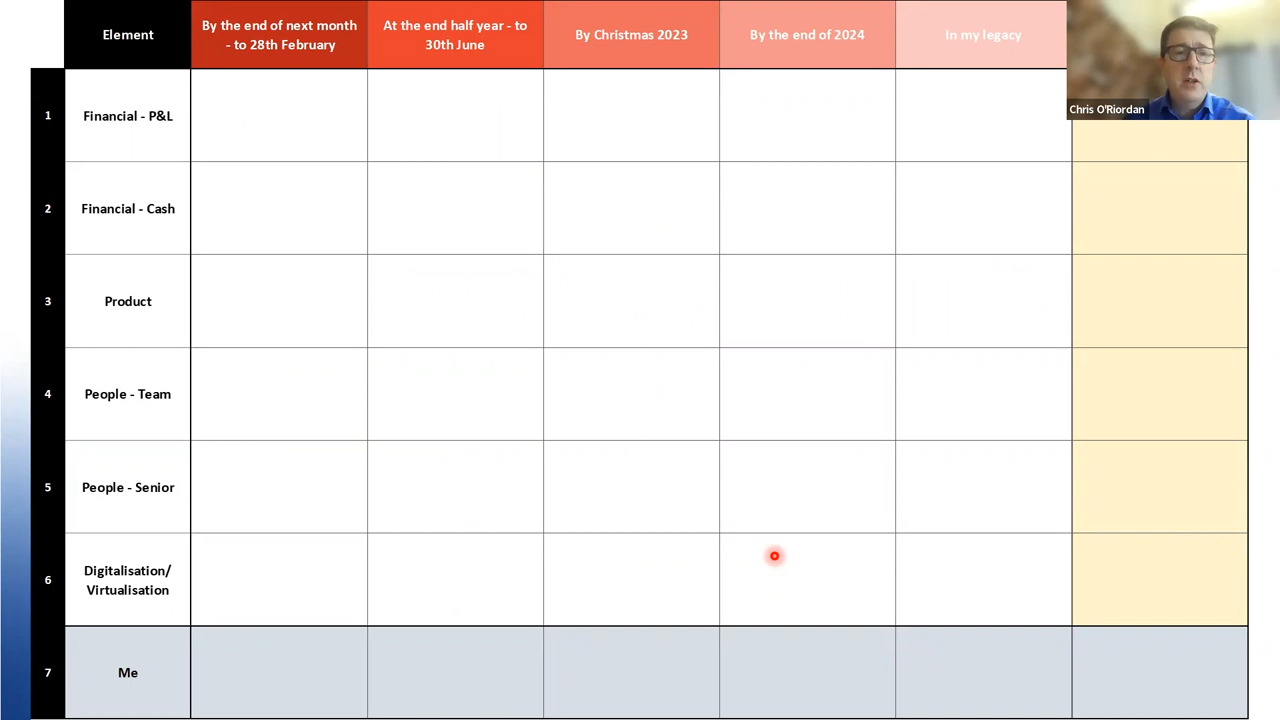 Element
By the end of next month
- to 28th February
At the end half year - to
30th June
By Christmas 2023
By the end of 2024
In my legacy
Chris O'Riordan
1
Financial - P&L
2
Financial - Cash
3
Product
4
People - Team
5
People - Senior
6
Digitalisation/
Virtualisation
7
Me